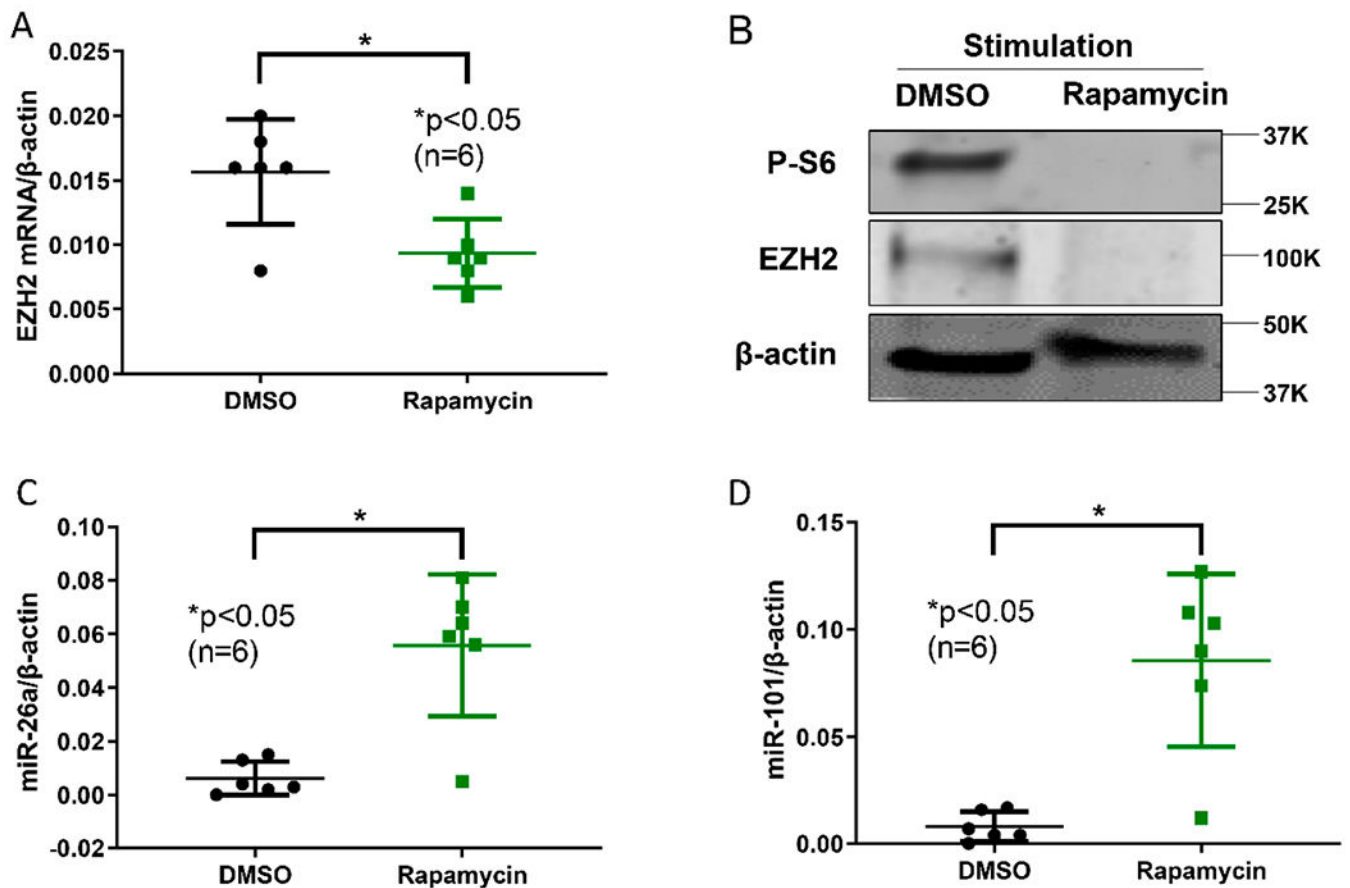 A
EZH2 mRNA/β-actin
0.025
0.020
0.015
0.010
0.005
0.000
*
*p<0.05
(n=6)
DMSO
Rapamycin
B
Stimulation
DMSO Rapamycin
P-S6
37K
25K
EZH2
100K
β-actin
50K
37K
C
miR-26a/β-actin
0.10
0.08
0.06
0.04
0.02
0.00
-0.02
*
*p<0.05
(n=6)
DMSO
Rapamycin
D
miR-101/β-actin
0.15
0.10
0.05
0.00
*
*p<0.05
(n=6)
DMSO
Rapamycin